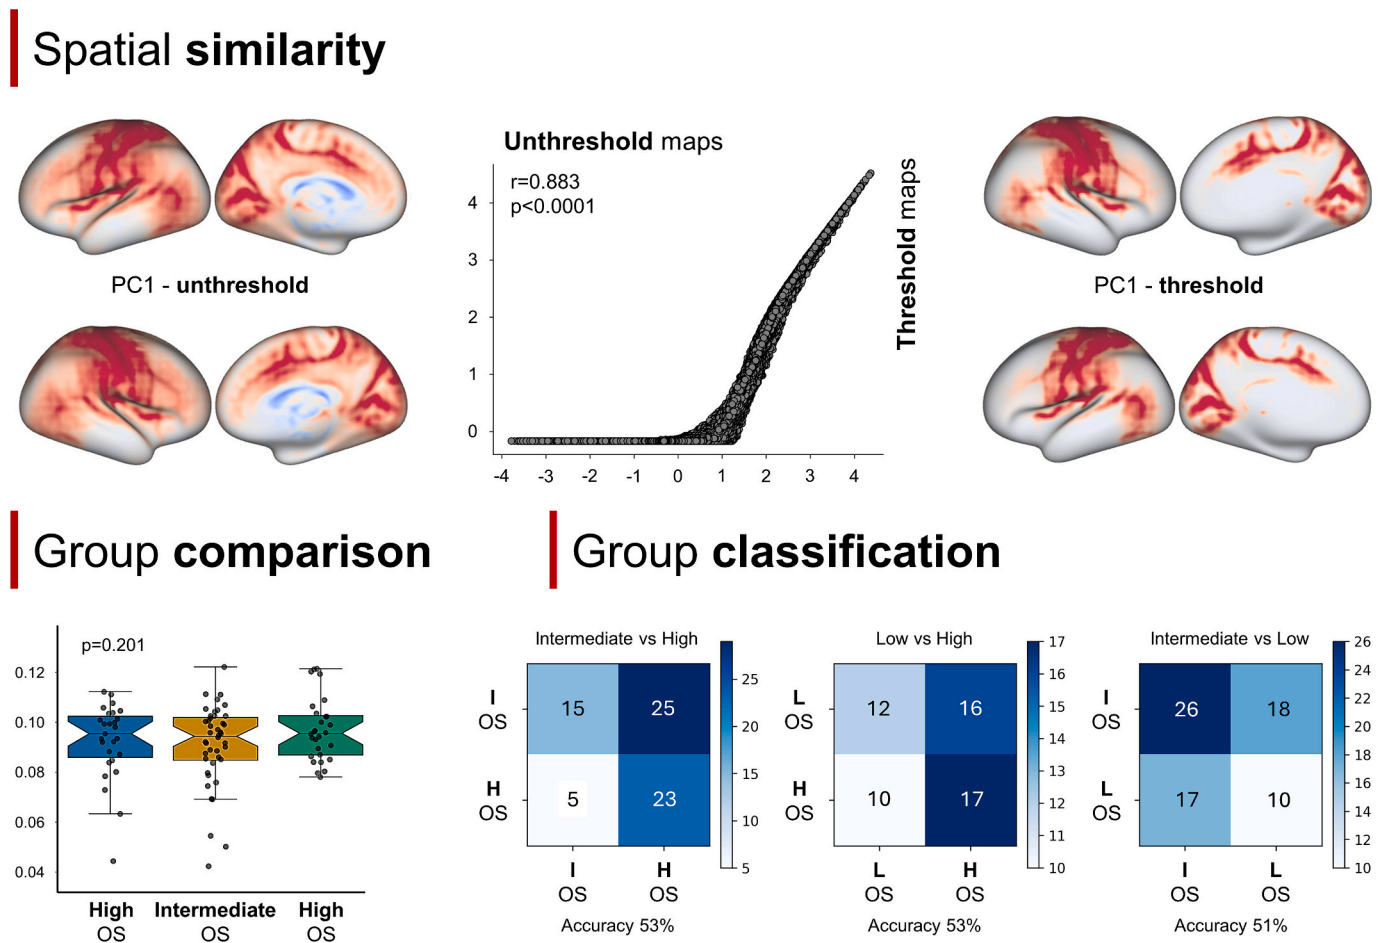 Spatial similarity
Unthreshold maps
r=0.883
p<0.0001
4
3
2
1
0
-4 -3 -2 -1 0 1 2 3 4
Threshold maps
PC1 - unthreshold
PC1 - threshold
Group comparison
p=0.201
0.12
0.10
0.08
0.06
0.04
High Intermediate High
OS OS OS
Group classification
Intermediate vs High
I
OS
H
OS
15 25
5 23
I H
OS OS
Accuracy 53%
25
20
15
10
5
Low vs High
L
OS
H
OS
12 16
10 17
L H
OS OS
Accuracy 53%
17
16
15
14
13
12
11
10
Intermediate vs Low
I
OS
L
OS
26 18
17 10
I L
OS OS
Accuracy 51%
26
24
22
20
18
16
14
12
10